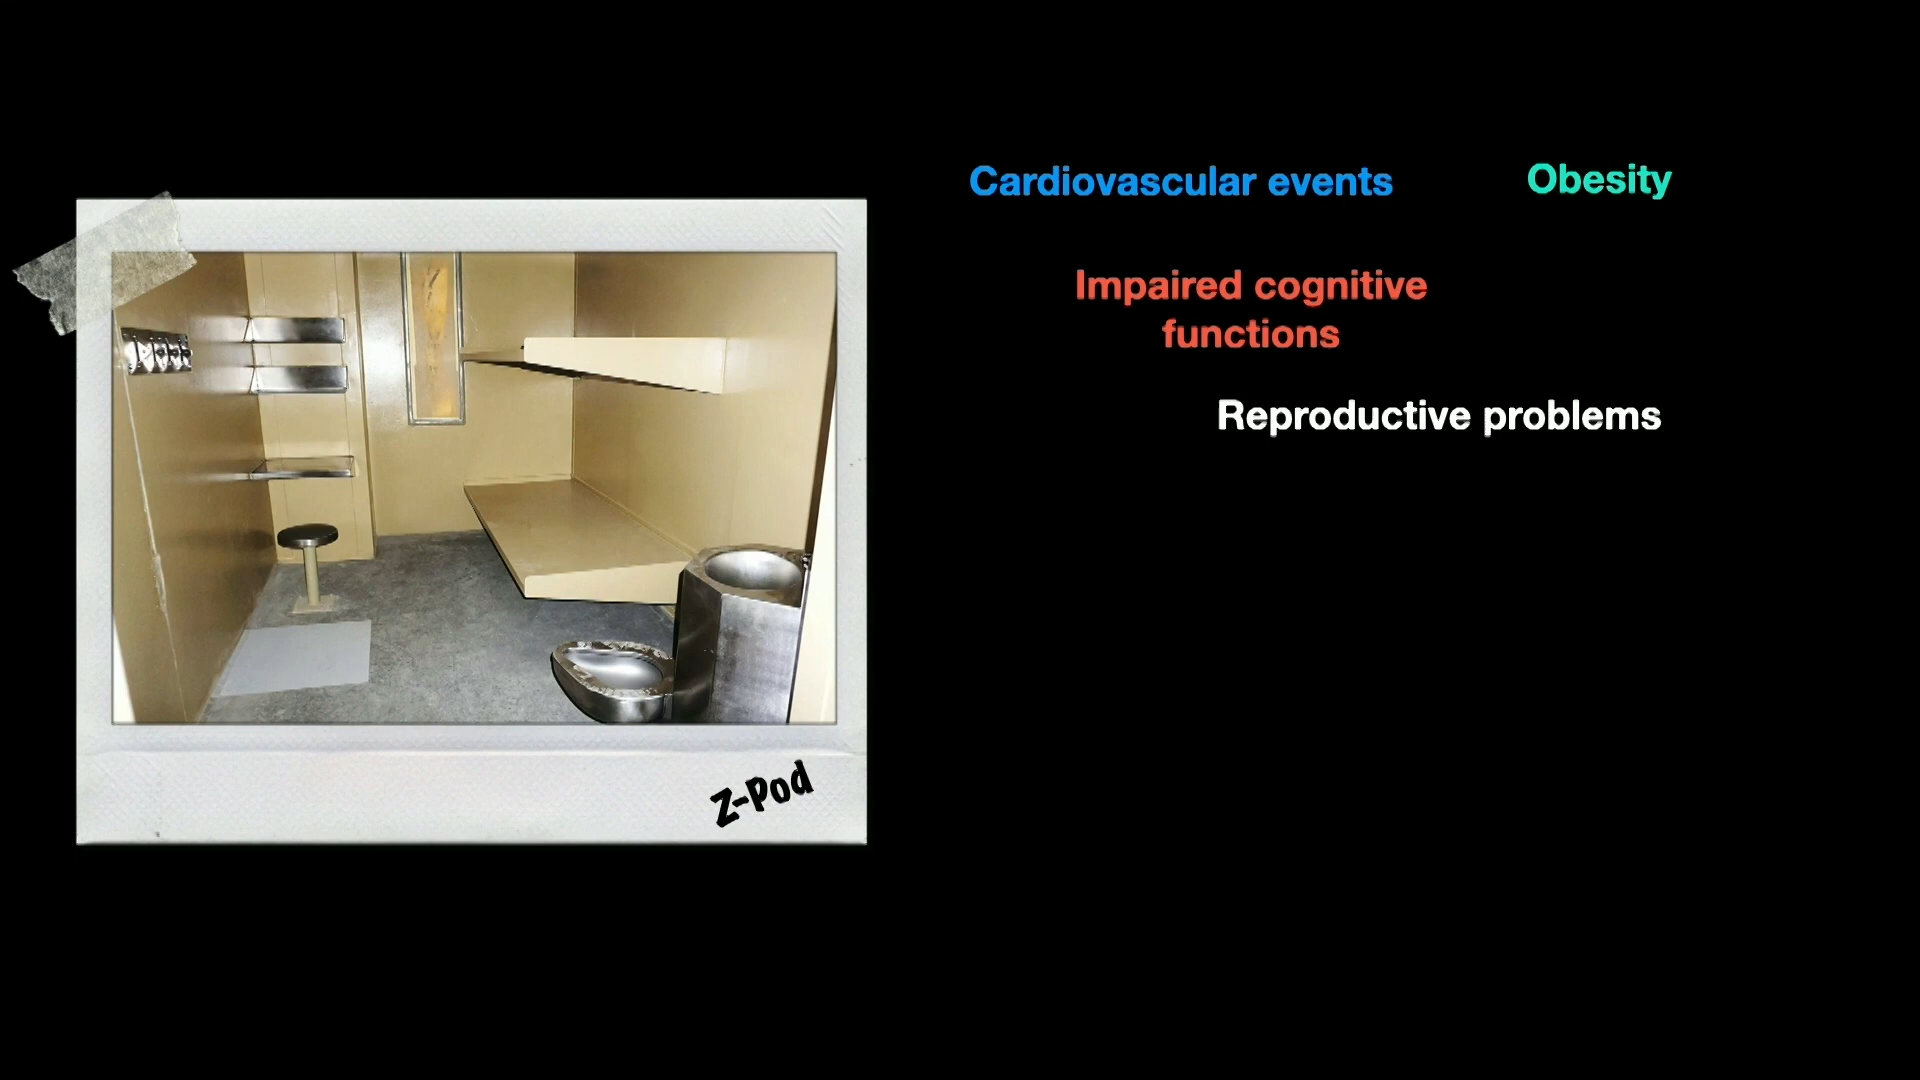 Cardiovascular events
Obesity
Impaired cognitive
functions
Reproductive problems
Z-Pod